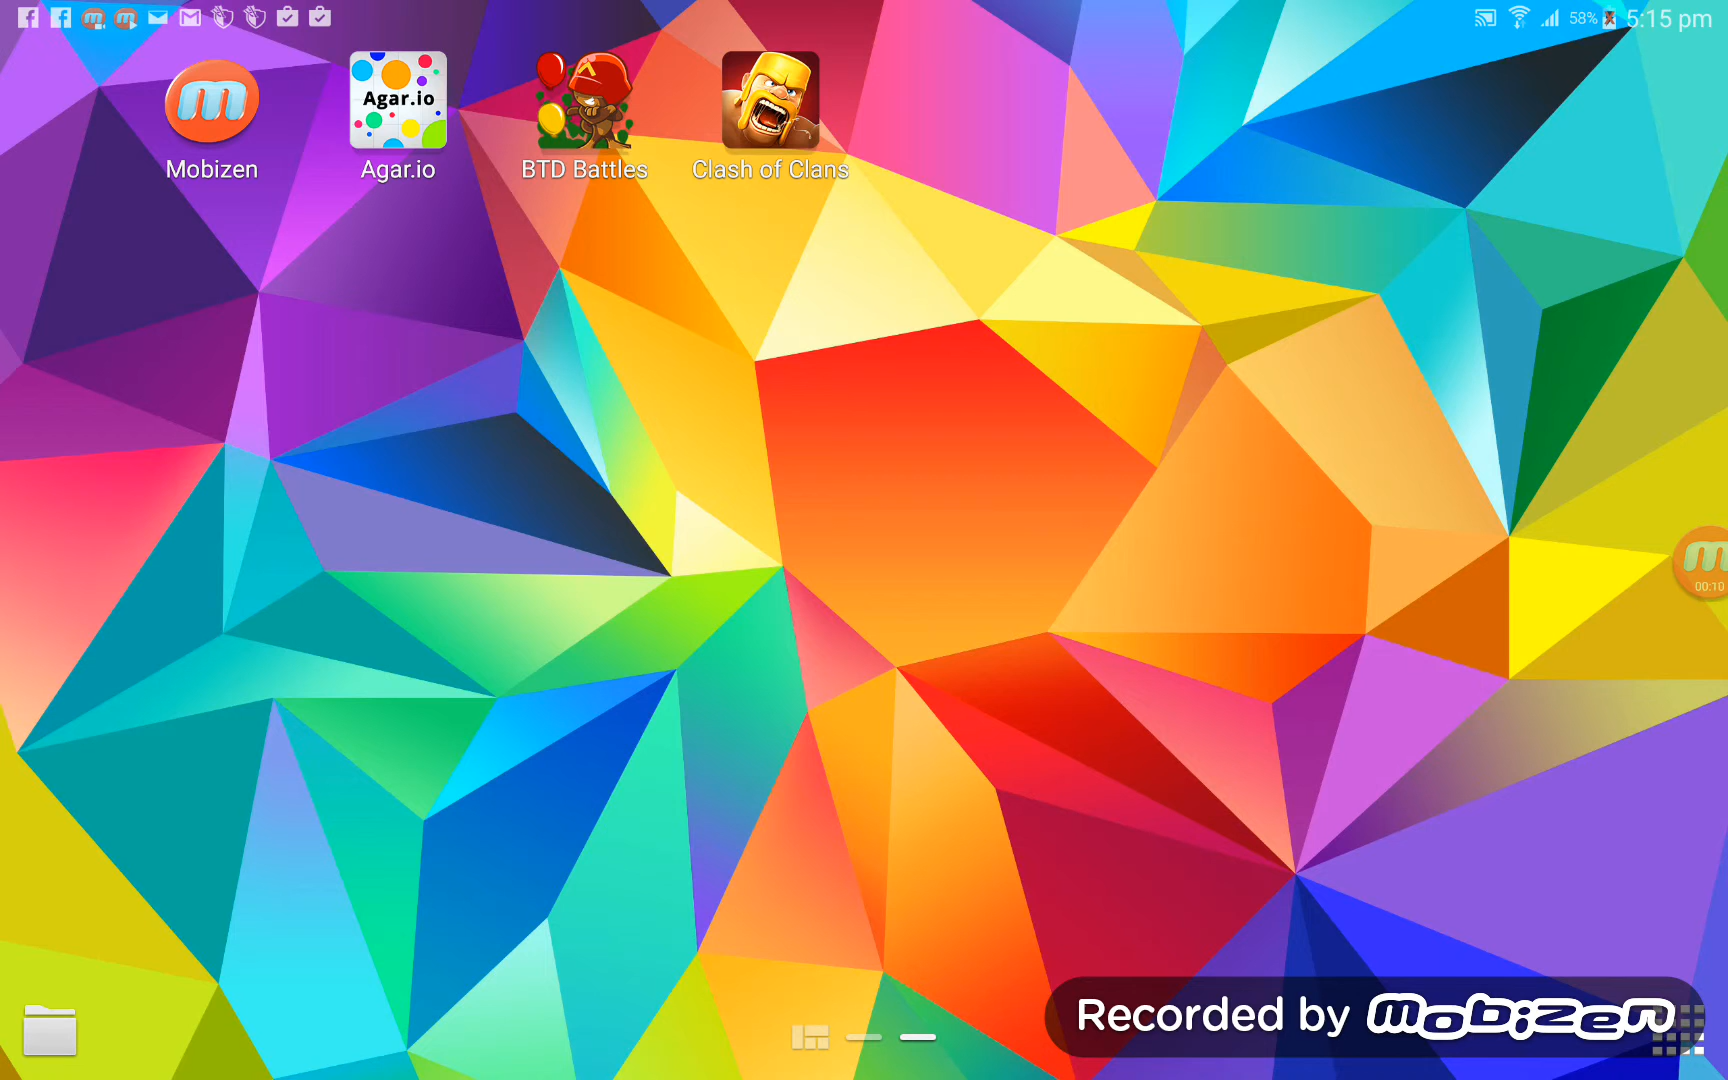 58% 5:15 pm
m
Agar.io
Mobizen
Agar.io
BTD Battles
Clash of Clans
m
00:10
Recorded by mobizen